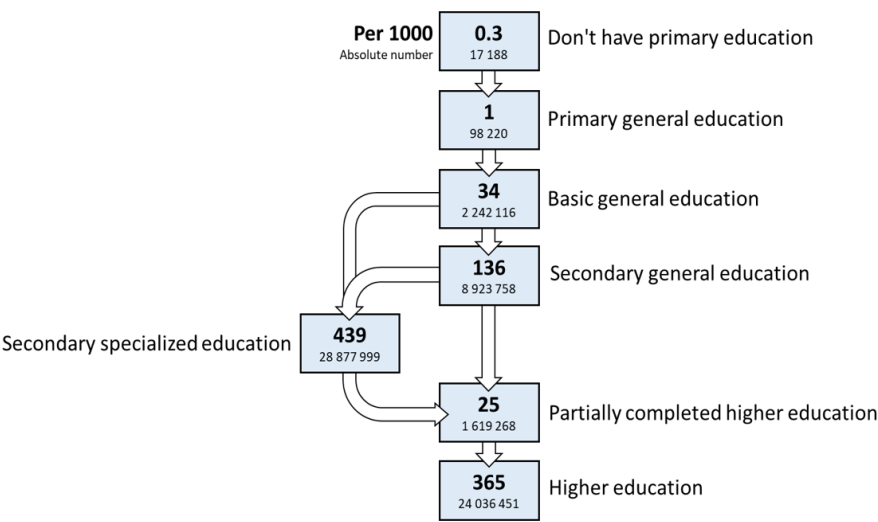 Per 1000
Absolute number
0.3
17 188
Don't have primary education
1
98 220
Primary general education
34
2 242 116
Basic general education
136
8 923 758
Secondary general education
Secondary specialized education
439
28 877 999
25
1 619 268
Partially completed higher education
365
24 036 451
Higher education